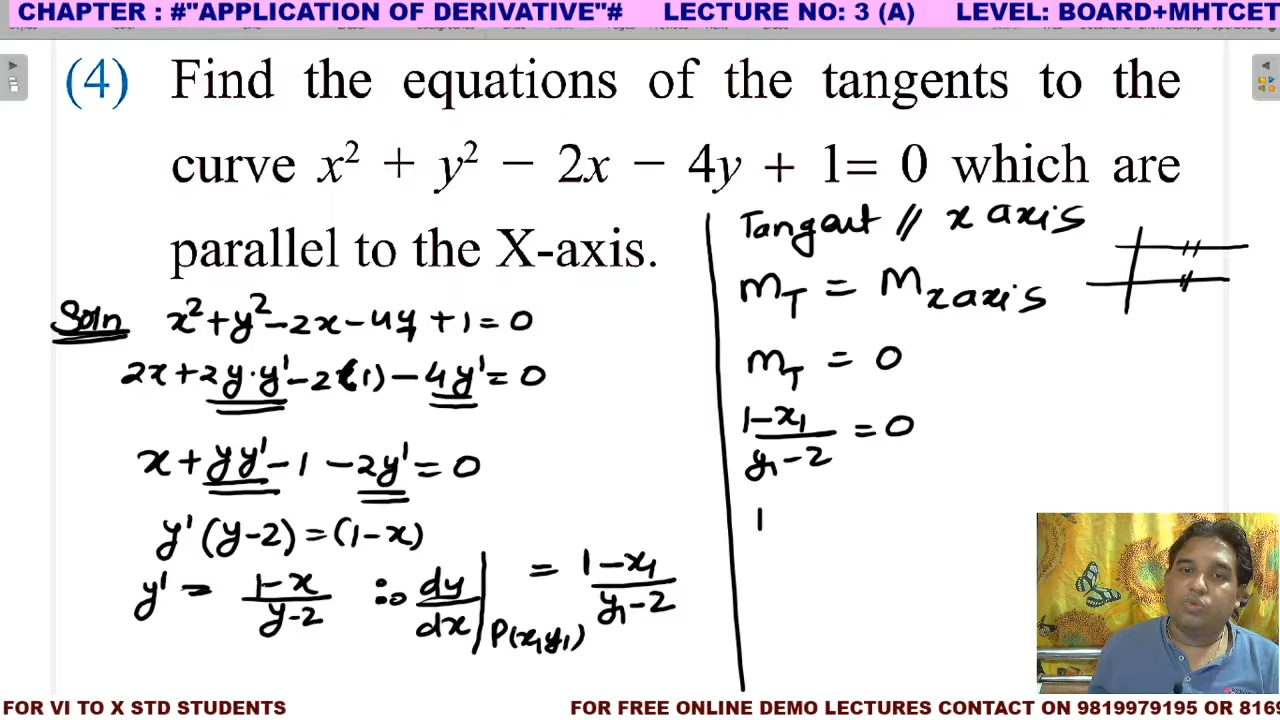 CHAPTER : #"APPLICATION OF DERIVATIVE"# LECTURE NO: 3 (A) LEVEL: BOARD+MHTCET
(4) Find the equations of the tangents to the
curve x² + y² − 2x − 4y + 1= 0 which are
parallel to the X-axis.
Soln x²+y²-2x-4y+1=0
2x+2y·y'-2(1)-4y'=0
x+yy'-1-2y'=0
y'(y-2)=(1-x)
y' = 1-x / y-2 ∴ dy/dx | P(x₁y₁) = 1-x₁ / y₁-2
Tangent // x axis
m_T = M_x axis
m_T = 0
1-x₁ / y₁-2 = 0
1
FOR VI TO X STD STUDENTS FOR FREE ONLINE DEMO LECTURES CONTACT ON 9819979195 OR 8169